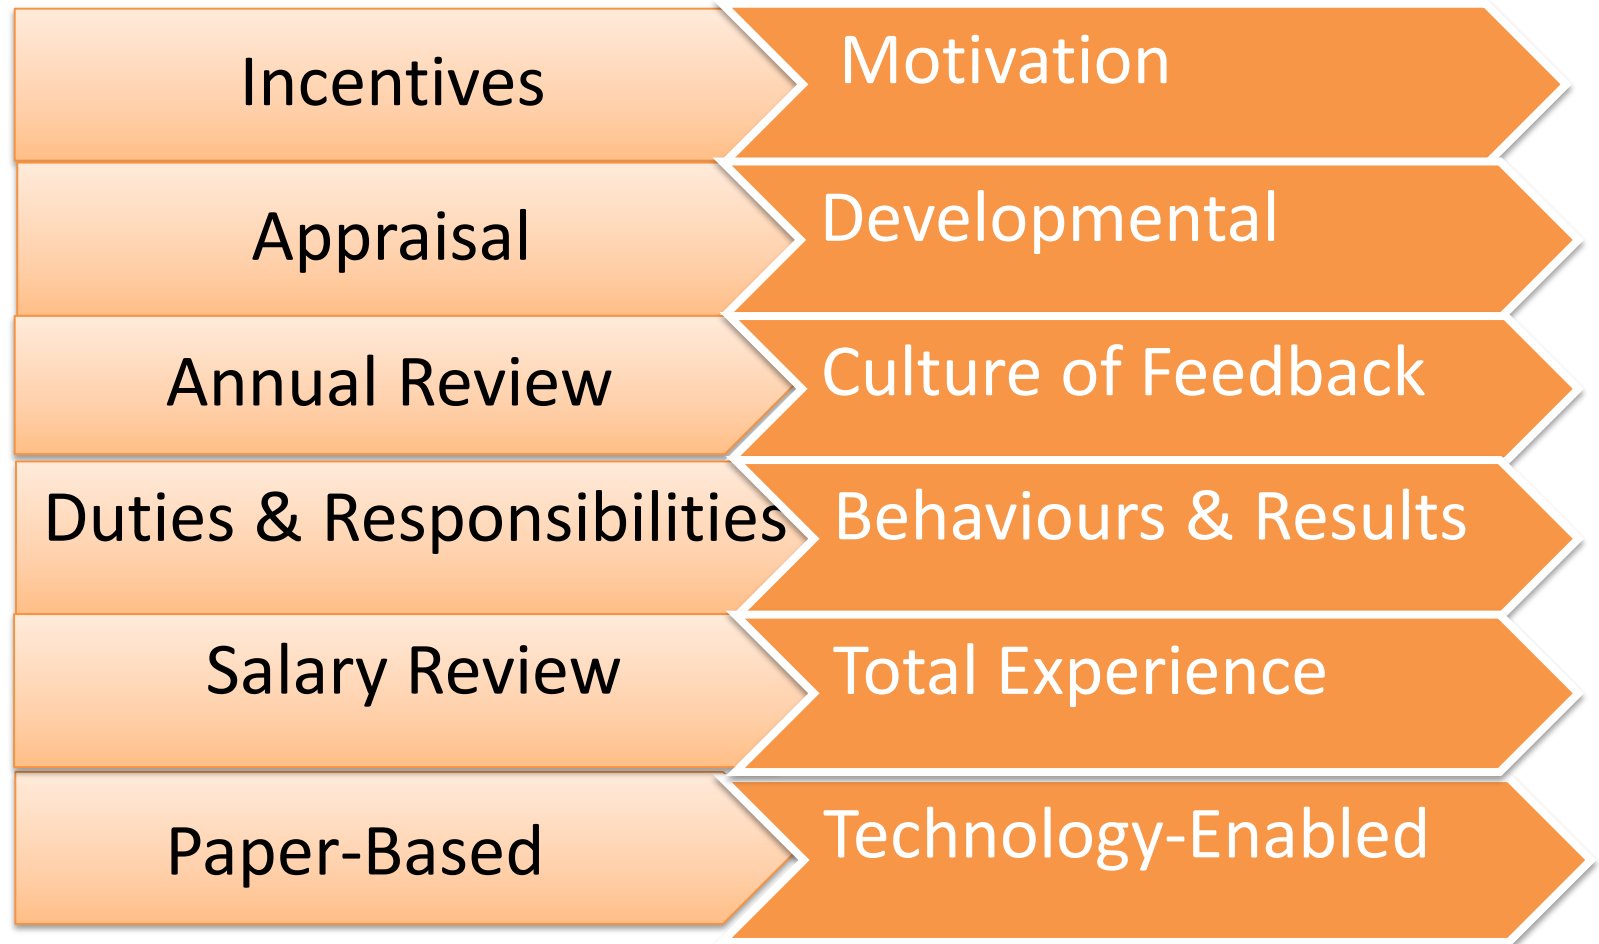 Incentives
Motivation
Appraisal
Developmental
Annual Review
Culture of Feedback
Duties & Responsibilities
Behaviours & Results
Salary Review
Total Experience
Paper-Based
Technology-Enabled